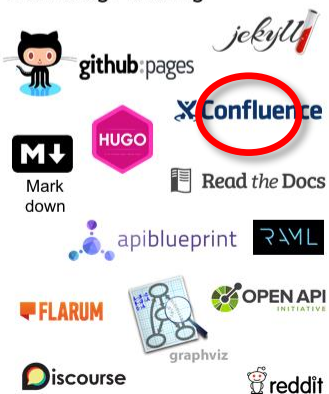 jekyll
github:pages
Confluence
HUGO
M
Mark
down
Read the Docs
apiblueprint
RAML
FLARUM
OPEN API
INITIATIVE
graphviz
Discourse
reddit